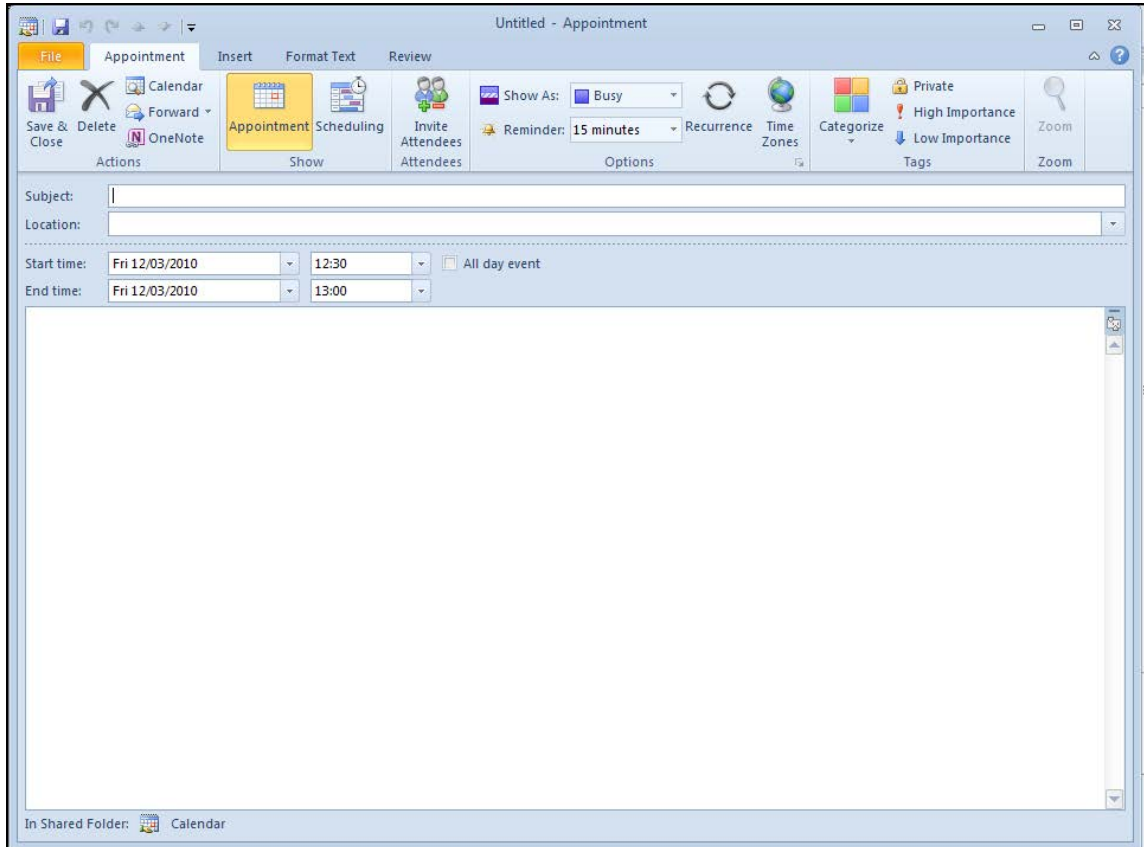 Untitled - Appointment
File Appointment Insert Format Text Review
Save & Close Delete Calendar Forward OneNote
Appointment Scheduling
Invite Attendees
Show As: Busy
Reminder: 15 minutes
Recurrence Time Zones
Categorize Private High Importance Low Importance
Zoom
Actions Show Attendees Options Tags Zoom
Subject:
Location:
Start time: Fri 12/03/2010 12:30 All day event
End time: Fri 12/03/2010 13:00
In Shared Folder: Calendar